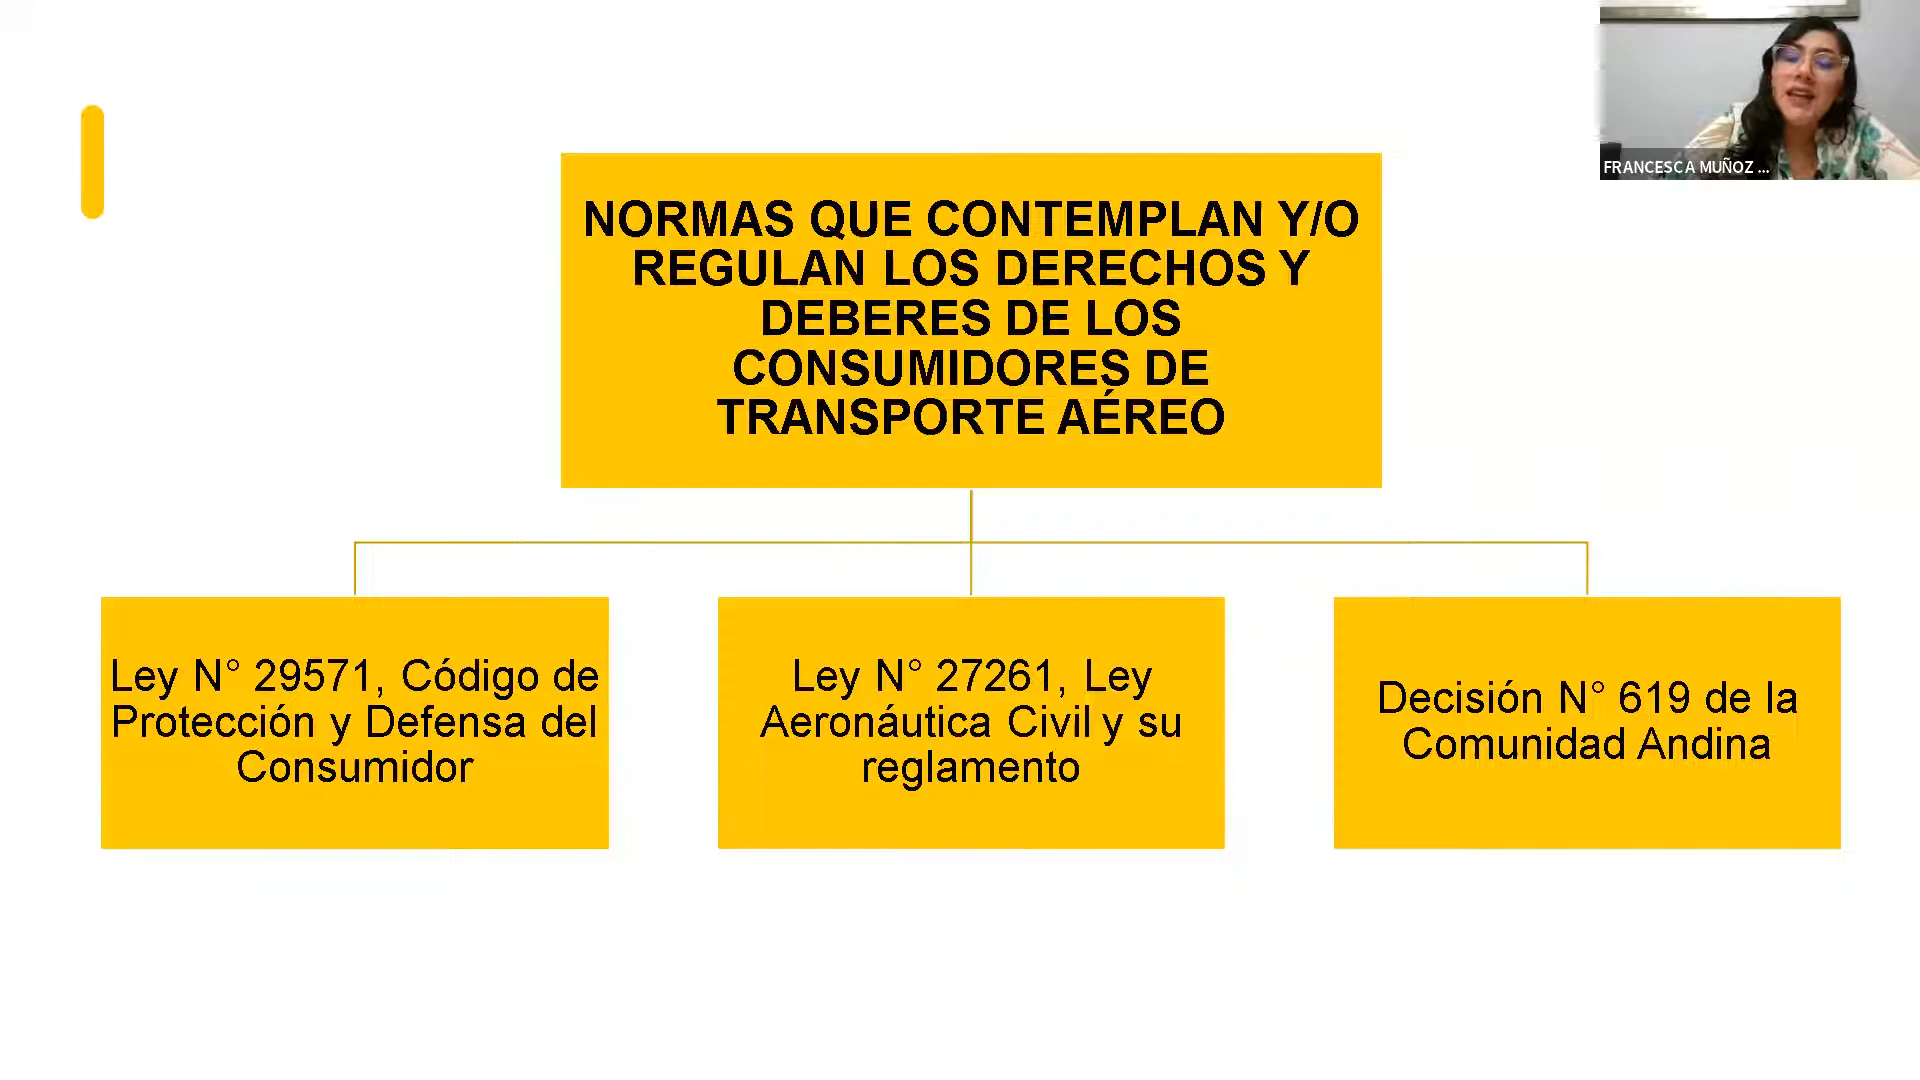 FRANCESCA MUÑOZ ...
NORMAS QUE CONTEMPLAN Y/O
REGULAN LOS DERECHOS Y
DEBERES DE LOS
CONSUMIDORES DE
TRANSPORTE AÉREO
Ley N° 29571, Código de
Protección y Defensa del
Consumidor
Ley N° 27261, Ley
Aeronáutica Civil y su
reglamento
Decisión N° 619 de la
Comunidad Andina